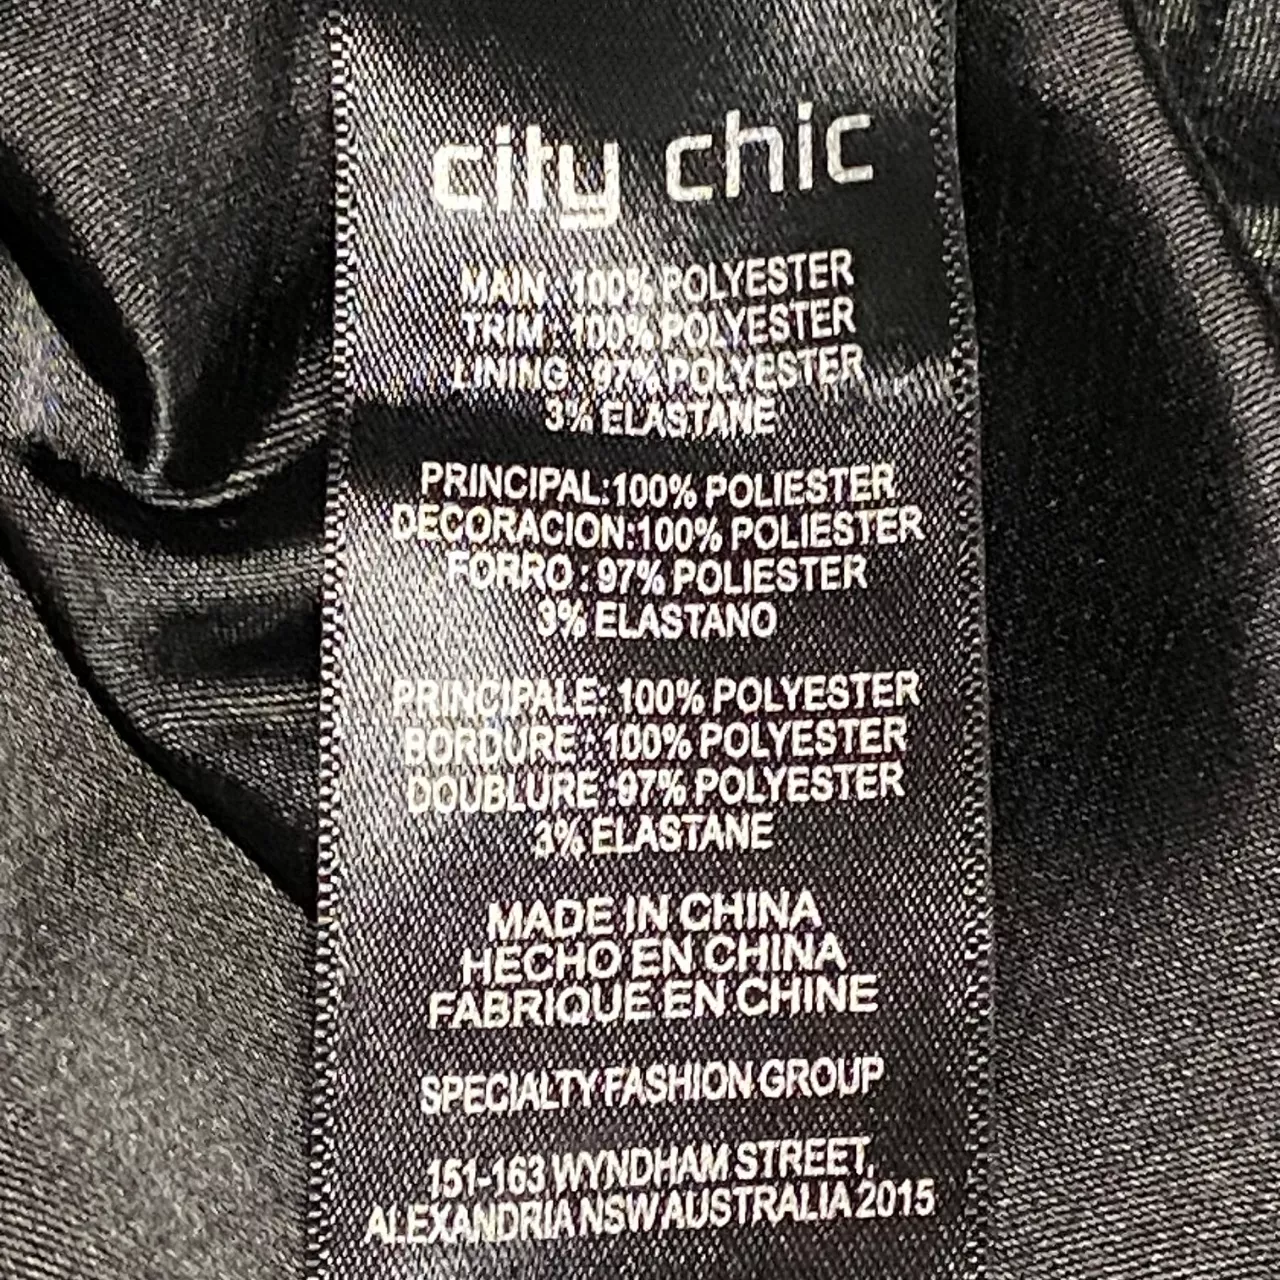 city chic
MAIN: 100% POLYESTER
TRIM: 100% POLYESTER
LINING: 97% POLYESTER
3% ELASTANE
PRINCIPAL:100% POLIESTER
DECORACION:100% POLIESTER
FORRO : 97% POLIESTER
3% ELASTANO
PRINCIPALE: 100% POLYESTER
BORDURE : 100% POLYESTER
DOUBLURE :97% POLYESTER
3% ELASTANE
MADE IN CHINA
HECHO EN CHINA
FABRIQUE EN CHINE
SPECIALTY FASHION GROUP
151-163 WYNDHAM STREET,
ALEXANDRIA NSW AUSTRALIA 2015